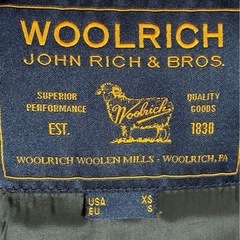 WOOLRICH
JOHN RICH & BROS.
SUPERIOR PERFORMANCE
QUALITY GOODS
Woolrich
EST. 1830
WOOLRICH WOOLEN MILLS - WOOLRICH, PA
USA XS
EU S